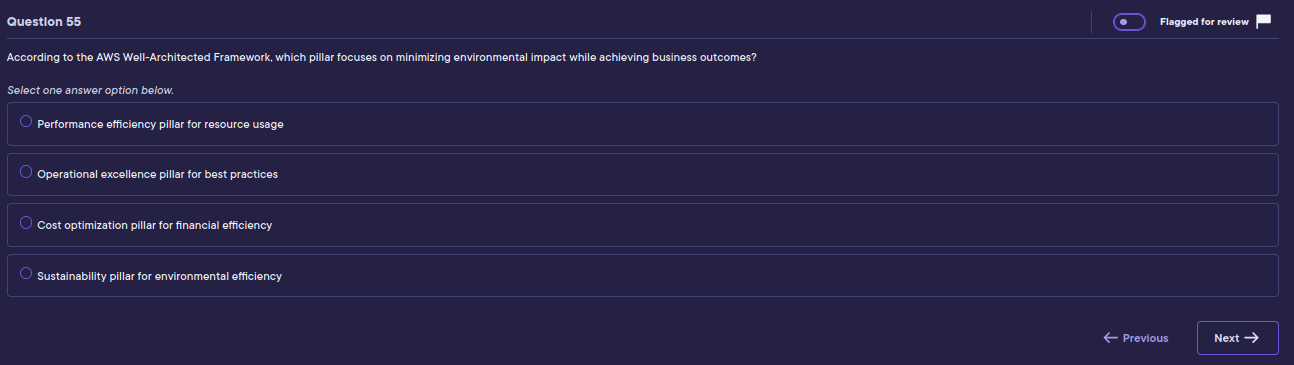 Question 55
Flagged for review
According to the AWS Well-Architected Framework, which pillar focuses on minimizing environmental impact while achieving business outcomes?
Select one answer option below.
Performance efficiency pillar for resource usage
Operational excellence pillar for best practices
Cost optimization pillar for financial efficiency
Sustainability pillar for environmental efficiency
Previous
Next